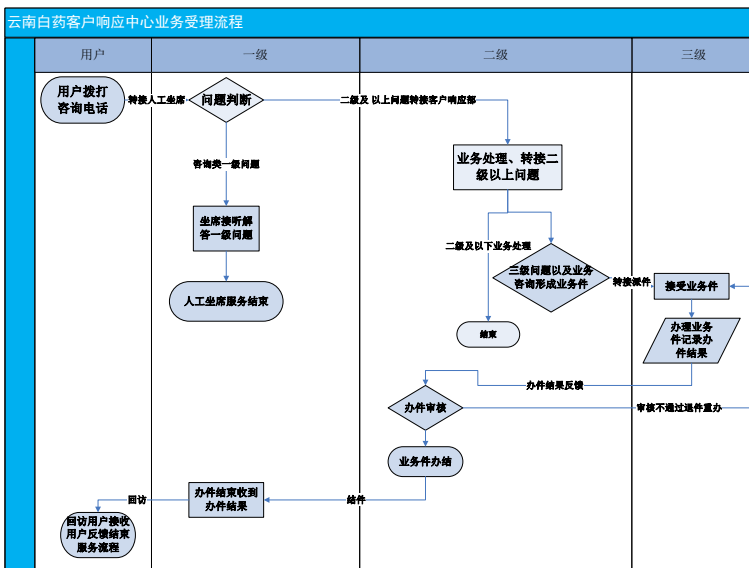 云南白药客户响应中心业务受理流程
用户
一级
二级
三级
用户拨打
咨询电话
转接人工坐席
问题判断
二级及 以上问题转接客户响应部
咨询类一级问题
业务处理、转接二
级以上问题
坐席接听解
答一级问题
二级及以下业务处理
三级问题以及业务
咨询形成业务件
转接派件
接受业务件
人工坐席服务结束
结束
办理业务
件记录办
件结果
办件结果反馈
办件审核
审核不通过退件重办
业务件办结
办件结束收到
办件结果
结件
回访
回访用户接收
用户反馈结束
服务流程